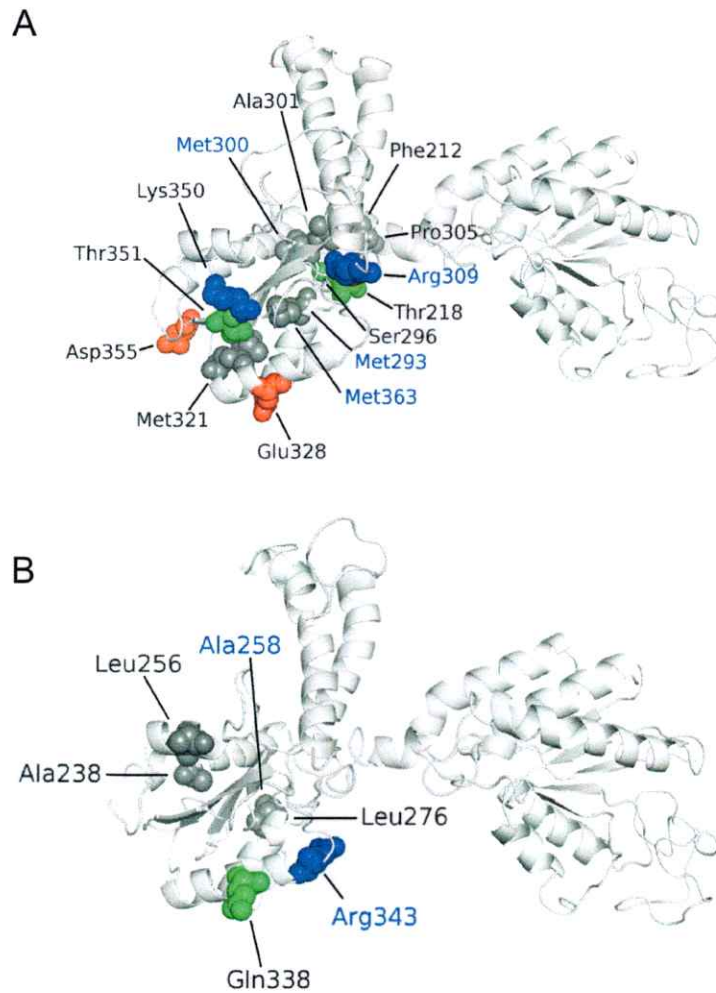 A
Ala301
Met300
Phe212
Lys350
Pro305
Thr351
Arg309
Thr218
Ser296
Asp355
Met293
Met363
Met321
Glu328
B
Ala258
Leu256
Ala238
Leu276
Arg343
Gln338